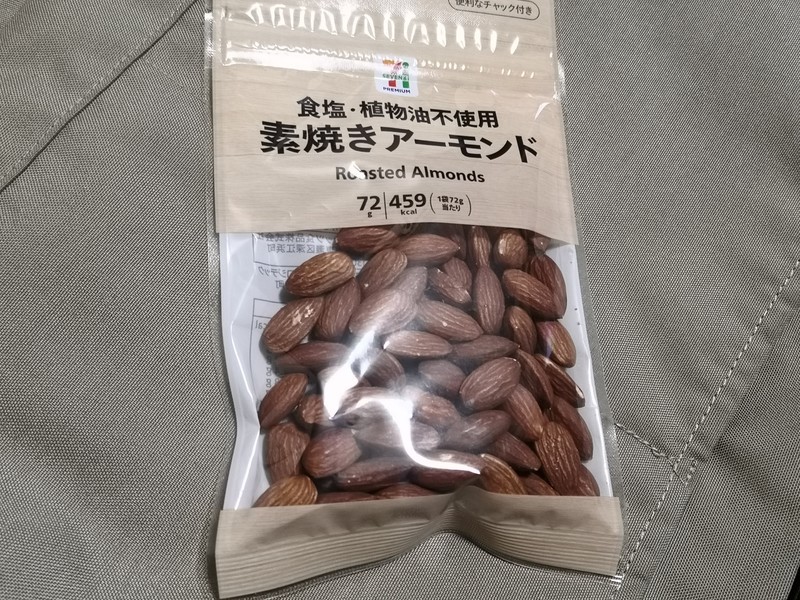 便利なチャック付き
7
SEVEN&i
PREMIUM
食塩・植物油不使用
素焼きアーモンド
Roasted Almonds
72g 459kcal (1袋72g当たり)